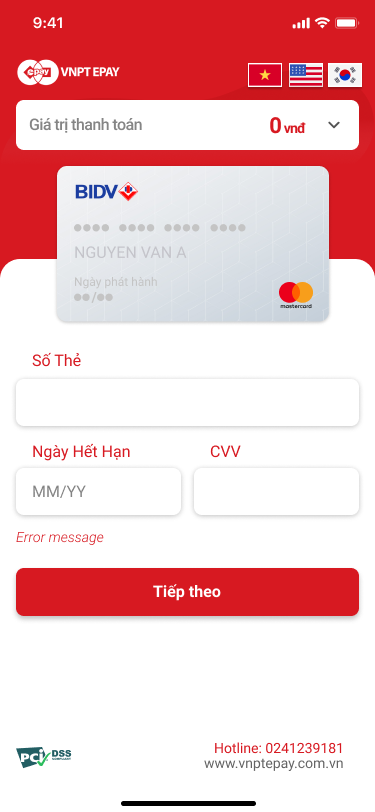 9:41
epay VNPT EPAY
Giá trị thanh toán 0 vnđ
BIDV
NGUYEN VAN A
Ngày phát hành
mastercard
Số Thẻ
Ngày Hết Hạn CVV
MM/YY
Error message
Tiếp theo
PCI DSS COMPLIANT
Hotline: 0241239181
www.vnptepay.com.vn